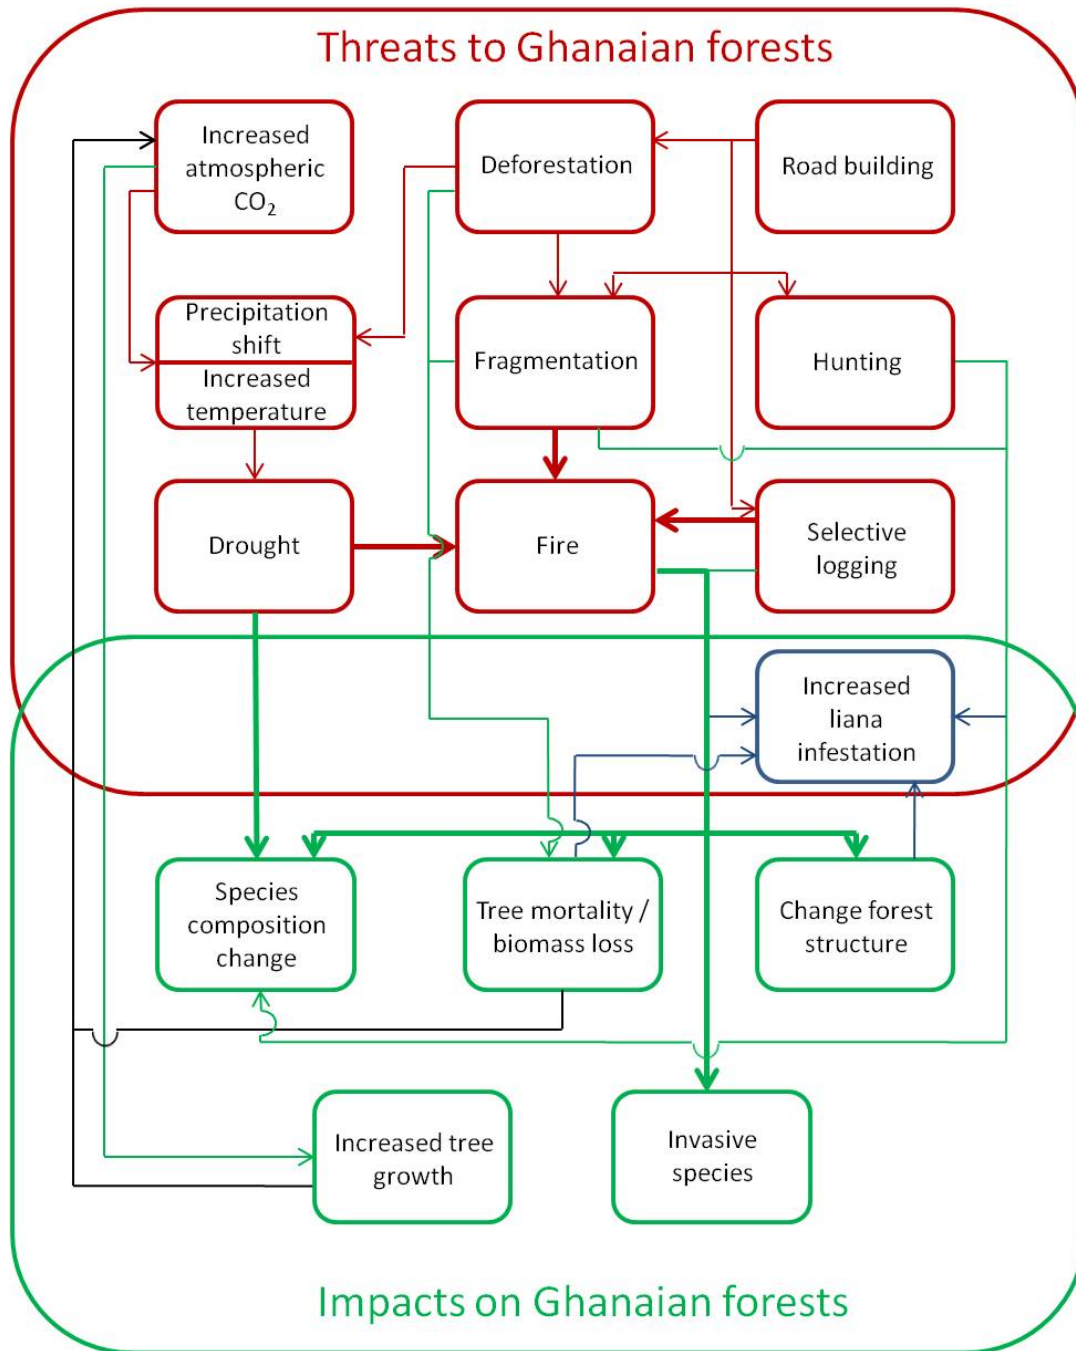 Threats to Ghanaian forests
Increased
atmospheric
CO₂
Deforestation
Road building
Precipitation
shift
Increased
temperature
Fragmentation
Hunting
Drought
Fire
Selective
logging
Increased
liana
infestation
Species
composition
change
Tree mortality /
biomass loss
Change forest
structure
Increased tree
growth
Invasive
species
Impacts on Ghanaian forests